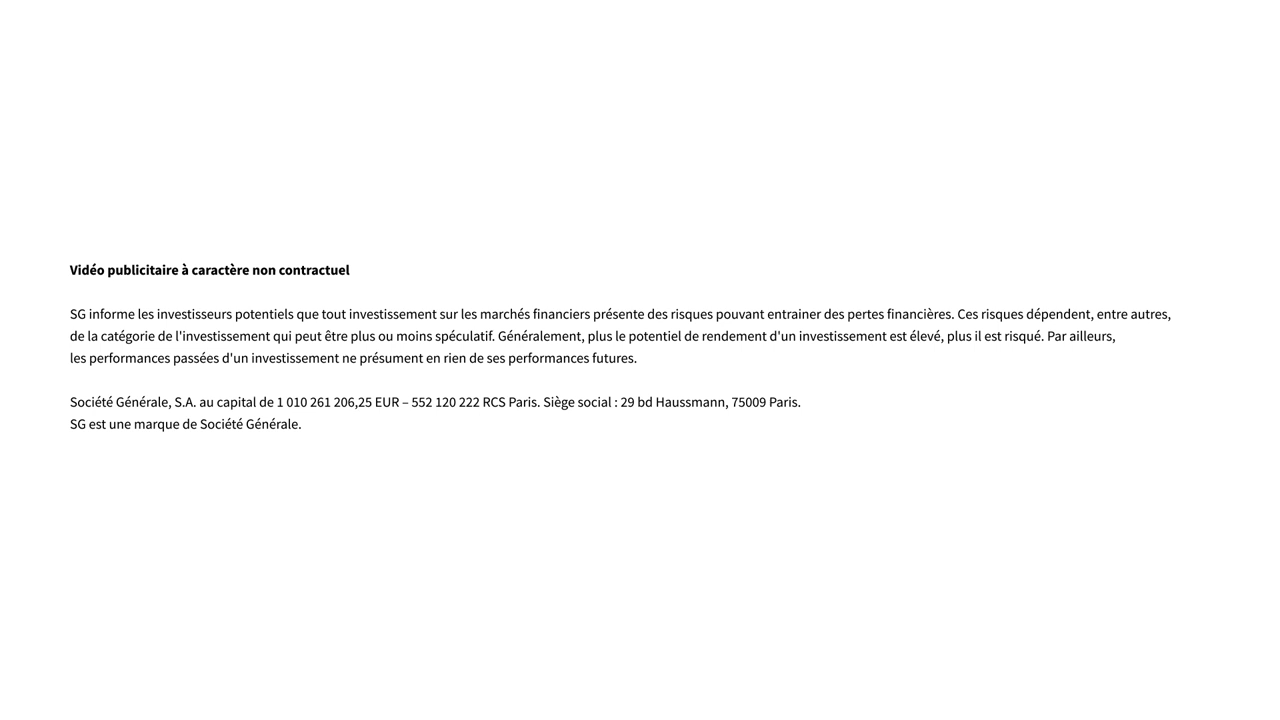 Vidéo publicitaire à caractère non contractuel
SG informe les investisseurs potentiels que tout investissement sur les marchés financiers présente des risques pouvant entrainer des pertes financières. Ces risques dépendent, entre autres,
de la catégorie de l'investissement qui peut être plus ou moins spéculatif. Généralement, plus le potentiel de rendement d'un investissement est élevé, plus il est risqué. Par ailleurs,
les performances passées d'un investissement ne présument en rien de ses performances futures.
Société Générale, S.A. au capital de 1 010 261 206,25 EUR – 552 120 222 RCS Paris. Siège social : 29 bd Haussmann, 75009 Paris.
SG est une marque de Société Générale.